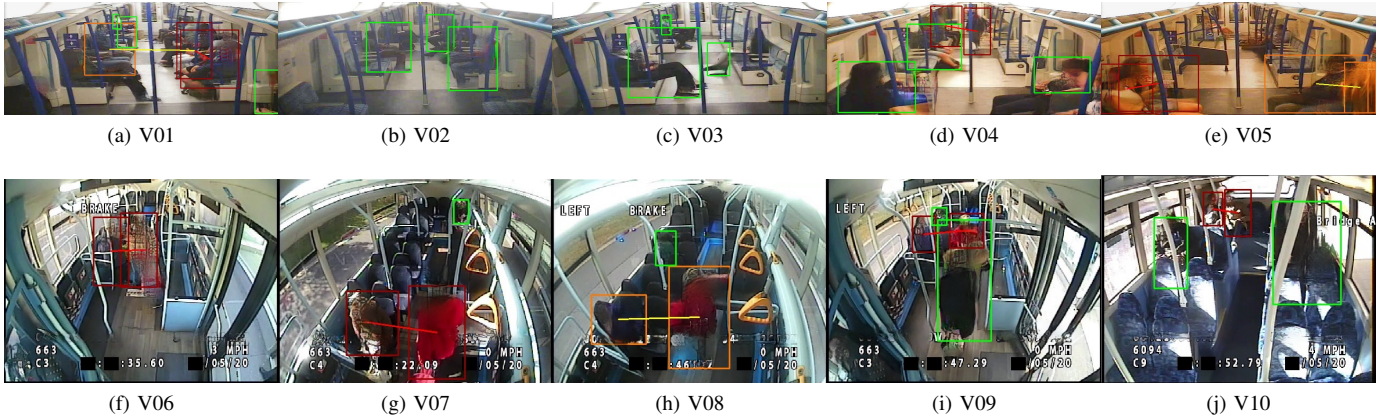 (a) V01
(b) V02
(c) V03
(d) V04
(e) V05
BRAKE
663
3 MPH
C3
:35.60
/05/20
663
0 MPH
C4
:22.09
/05/20
LEFT BRAKE
663
0 MPH
C4
:46
/05/20
LEFT
663
0 MPH
C3
:47.29
/05/20
Bridge A
6094
4 MPH
C9
:52.79
/05/20
(f) V06
(g) V07
(h) V08
(i) V09
(j) V10